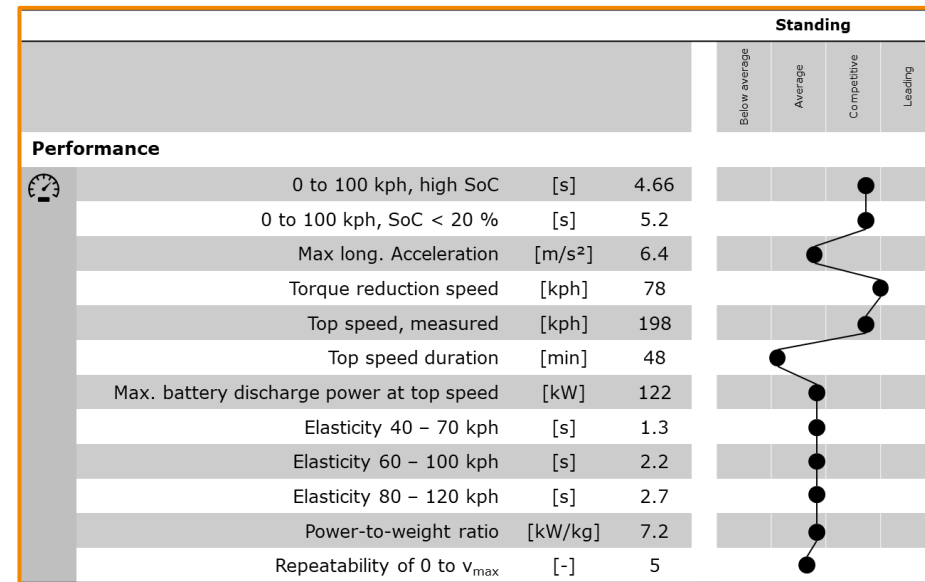 Standing
Below average
Average
Competitive
Leading
Performance
0 to 100 kph, high SoC [s] 4.66
0 to 100 kph, SoC < 20 % [s] 5.2
Max long. Acceleration [m/s²] 6.4
Torque reduction speed [kph] 78
Top speed, measured [kph] 198
Top speed duration [min] 48
Max. battery discharge power at top speed [kW] 122
Elasticity 40 – 70 kph [s] 1.3
Elasticity 60 – 100 kph [s] 2.2
Elasticity 80 – 120 kph [s] 2.7
Power-to-weight ratio [kW/kg] 7.2
Repeatability of 0 to vmax [-] 5